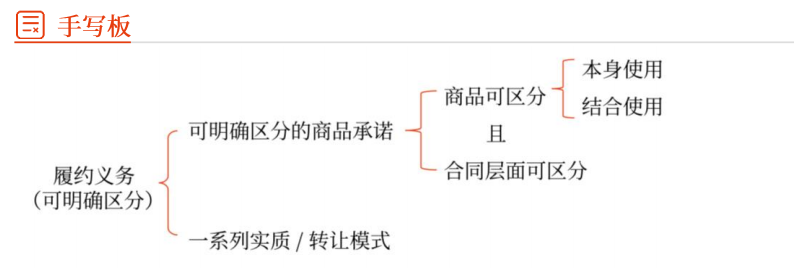 手写板
本身使用
商品可区分
结合使用
可明确区分的商品承诺
且
合同层面可区分
履约义务
（可明确区分）
一系列实质 / 转让模式